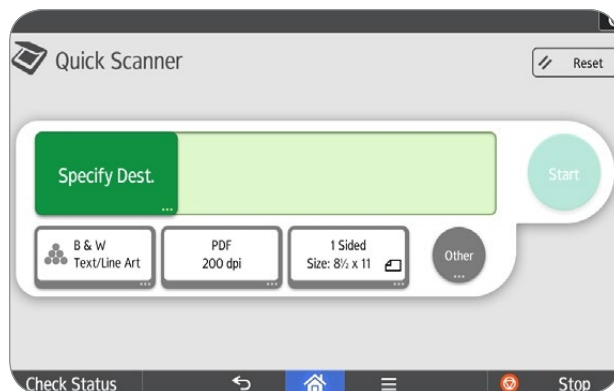 Quick Scanner
Reset
Specify Dest.
Start
B & W
Text/Line Art
PDF
200 dpi
1 Sided
Size: 8½ x 11
Other
Check Status
Stop